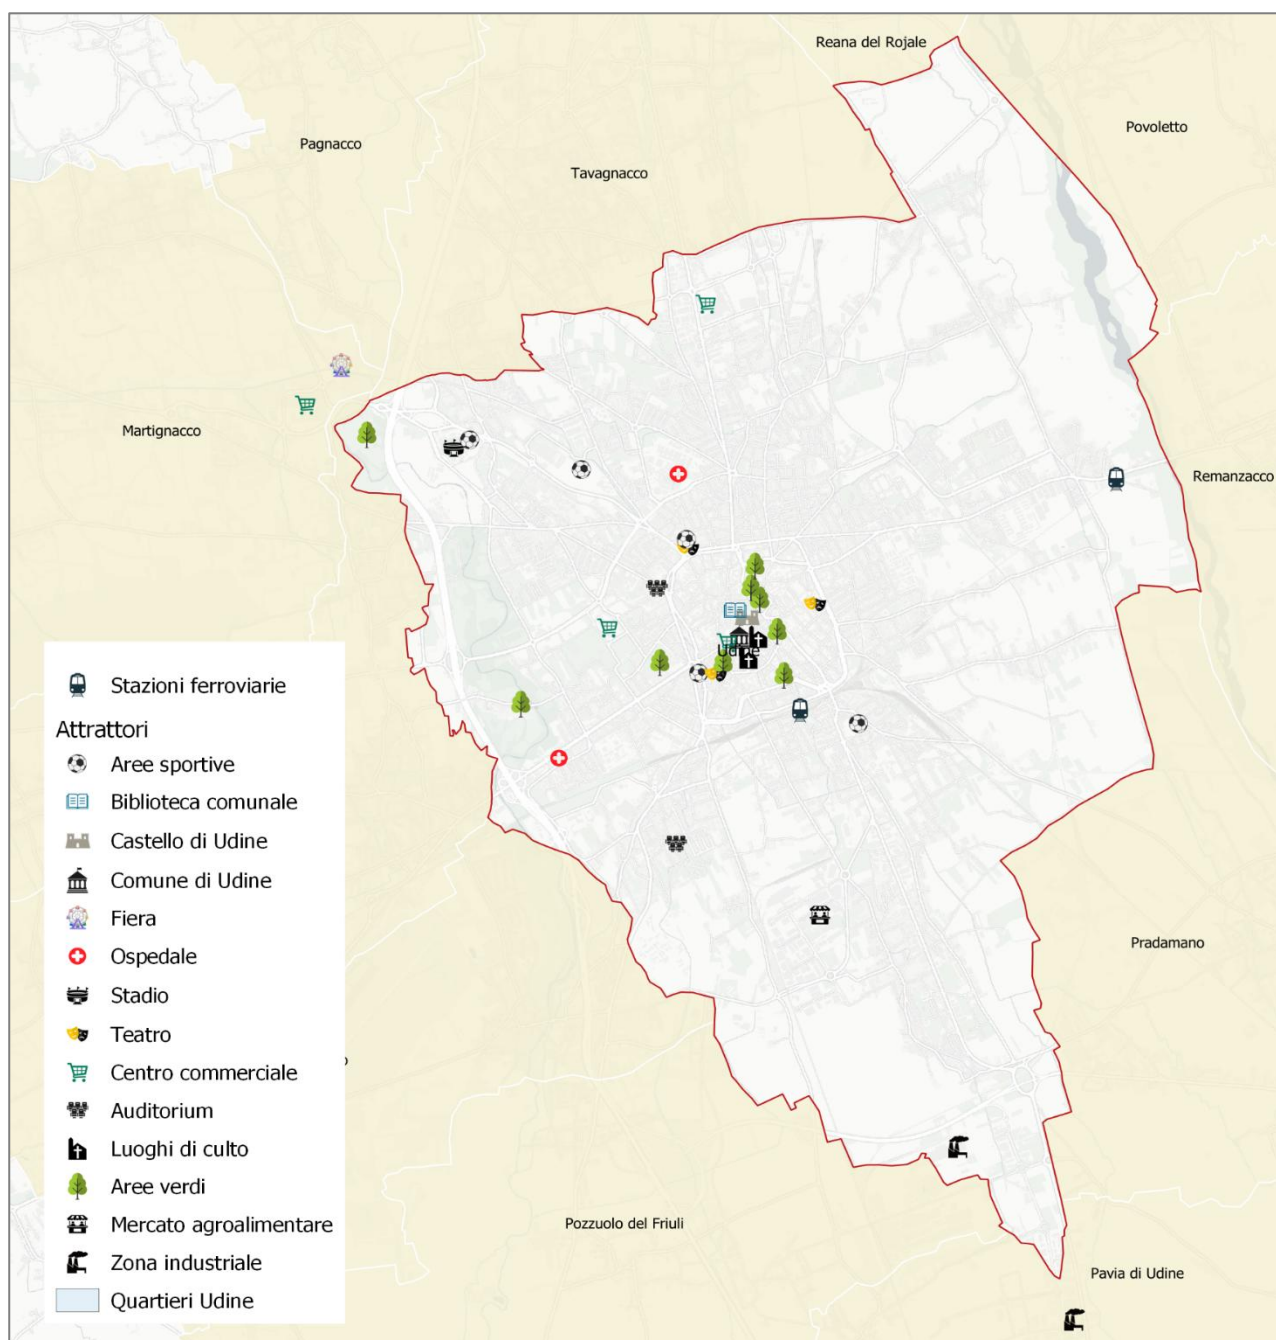 Reana del Rojale
Povoletto
Pagnacco
Tavagnacco
Martignacco
Remanzacco
Udine
Stazioni ferroviarie
Attrattori
Aree sportive
Biblioteca comunale
Castello di Udine
Comune di Udine
Fiera
Ospedale
Stadio
Teatro
Centro commerciale
Auditorium
Luoghi di culto
Aree verdi
Mercato agroalimentare
Zona industriale
Quartieri Udine
Pradamano
Pozzuolo del Friuli
Pavia di Udine